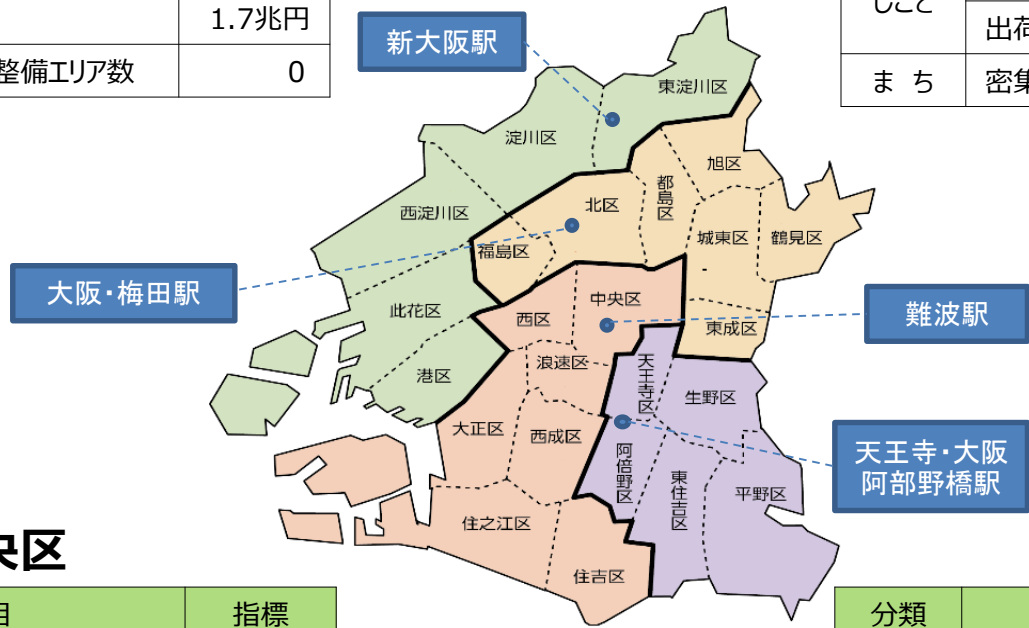 1.7兆円
整備エリア数
0
しごと
出荷
まち
密集
新大阪駅
東淀川区
淀川区
旭区
都島区
北区
西淀川区
城東区
鶴見区
福島区
大阪・梅田駅
中央区
難波駅
此花区
西区
東成区
浪速区
天王寺区
港区
生野区
大正区
西成区
天王寺・大阪
阿部野橋駅
阿倍野区
東住吉区
平野区
住之江区
住吉区
央区
目
指標
分類